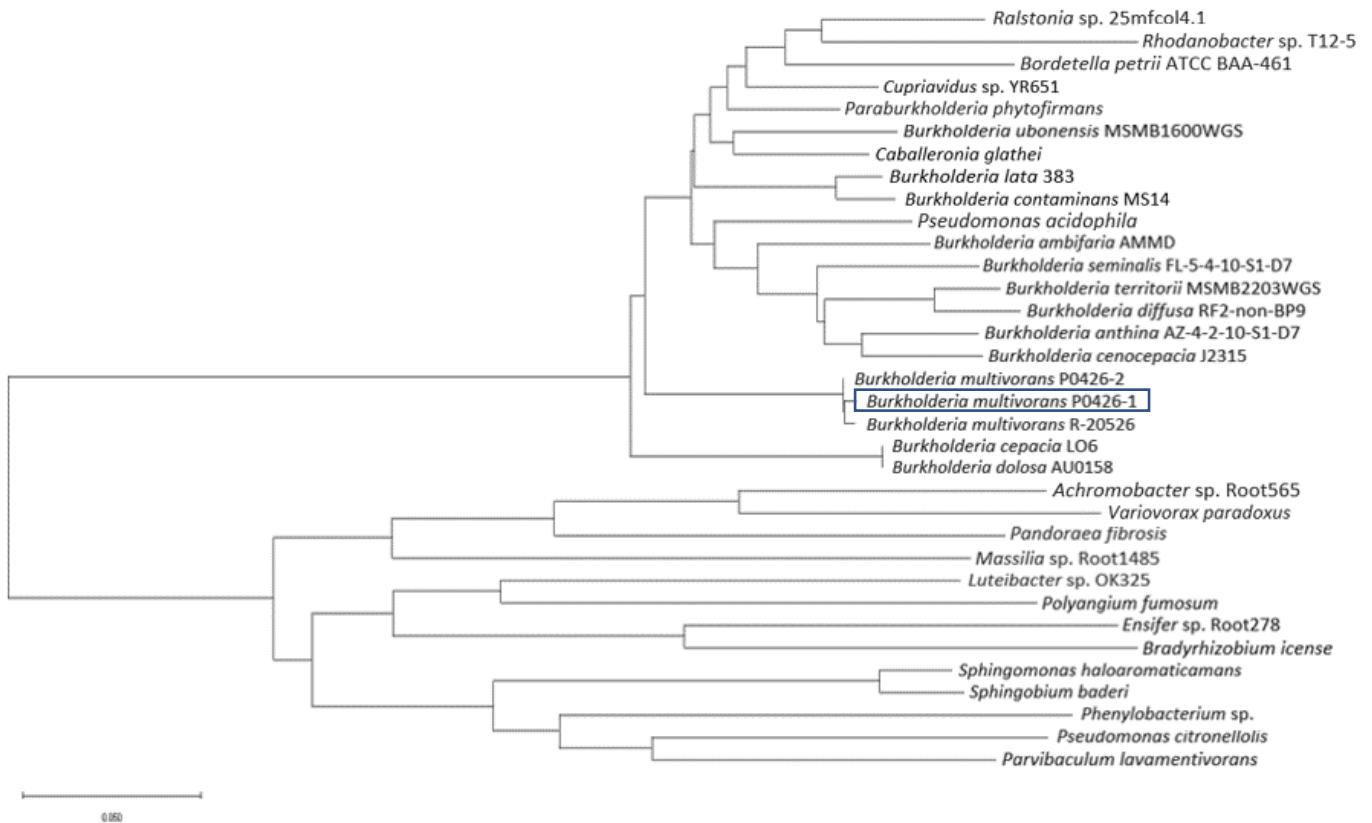 Ralstonia sp. 25mfcol4.1
Rhodanobacter sp. T12-5
Bordetella petrii ATCC BAA-461
Cupriavidus sp. YR651
Paraburkholderia phytofirmans
Burkholderia ubonensis MSMB1600WGS
Caballeronia glathei
Burkholderia lata 383
Burkholderia contaminans MS14
Pseudomonas acidophila
Burkholderia ambifaria AMMD
Burkholderia seminalis FL-5-4-10-S1-D7
Burkholderia territorii MSMB2203WGS
Burkholderia diffusa RF2-non-BP9
Burkholderia anthina AZ-4-2-10-S1-D7
Burkholderia cenocepacia J2315
Burkholderia multivorans P0426-2
Burkholderia multivorans P0426-1
Burkholderia multivorans R-20526
Burkholderia cepacia LO6
Burkholderia dolosa AU0158
Achromobacter sp. Root565
Variovorax paradoxus
Pandoraea fibrosis
Massilia sp. Root1485
Luteibacter sp. OK325
Polyangium fumosum
Ensifer sp. Root278
Bradyrhizobium icense
Sphingomonas haloaromaticamans
Sphingobium baderi
Phenylobacterium sp.
Pseudomonas citronellolis
Parvibaculum lavamentivorans
0.050